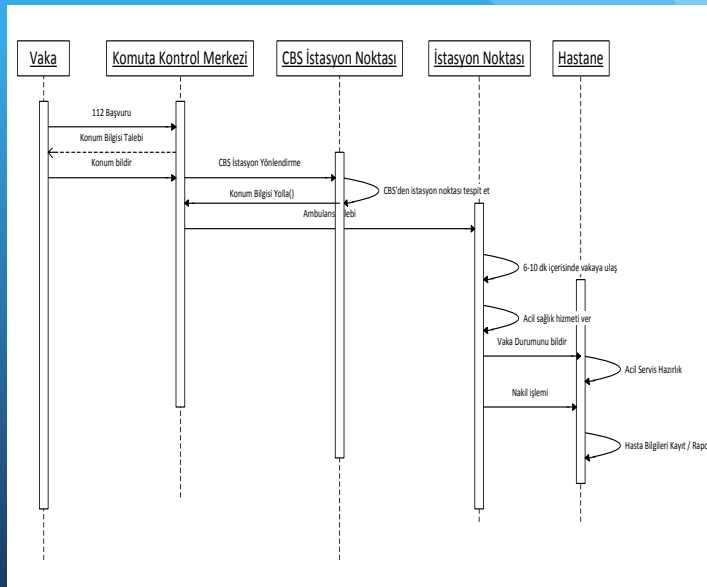 Vaka
Komuta Kontrol Merkezi
CBS İstasyon Noktası
İstasyon Noktası
Hastane
112 Başvuru
Konum Bilgisi Talebi
Konum bildir
CBS İstasyon Yönlendirme
CBS'den istasyon noktası tespit et
Konum Bilgisi Yolla()
Ambulans lebi
6-10 dk içerisinde vakaya ulaş
Acil sağlık hizmeti ver
Vaka Durumunu bildir
Acil Servis Hazırlık
Nakil işlemi
Hasta Bilgileri Kayıt / Rapo